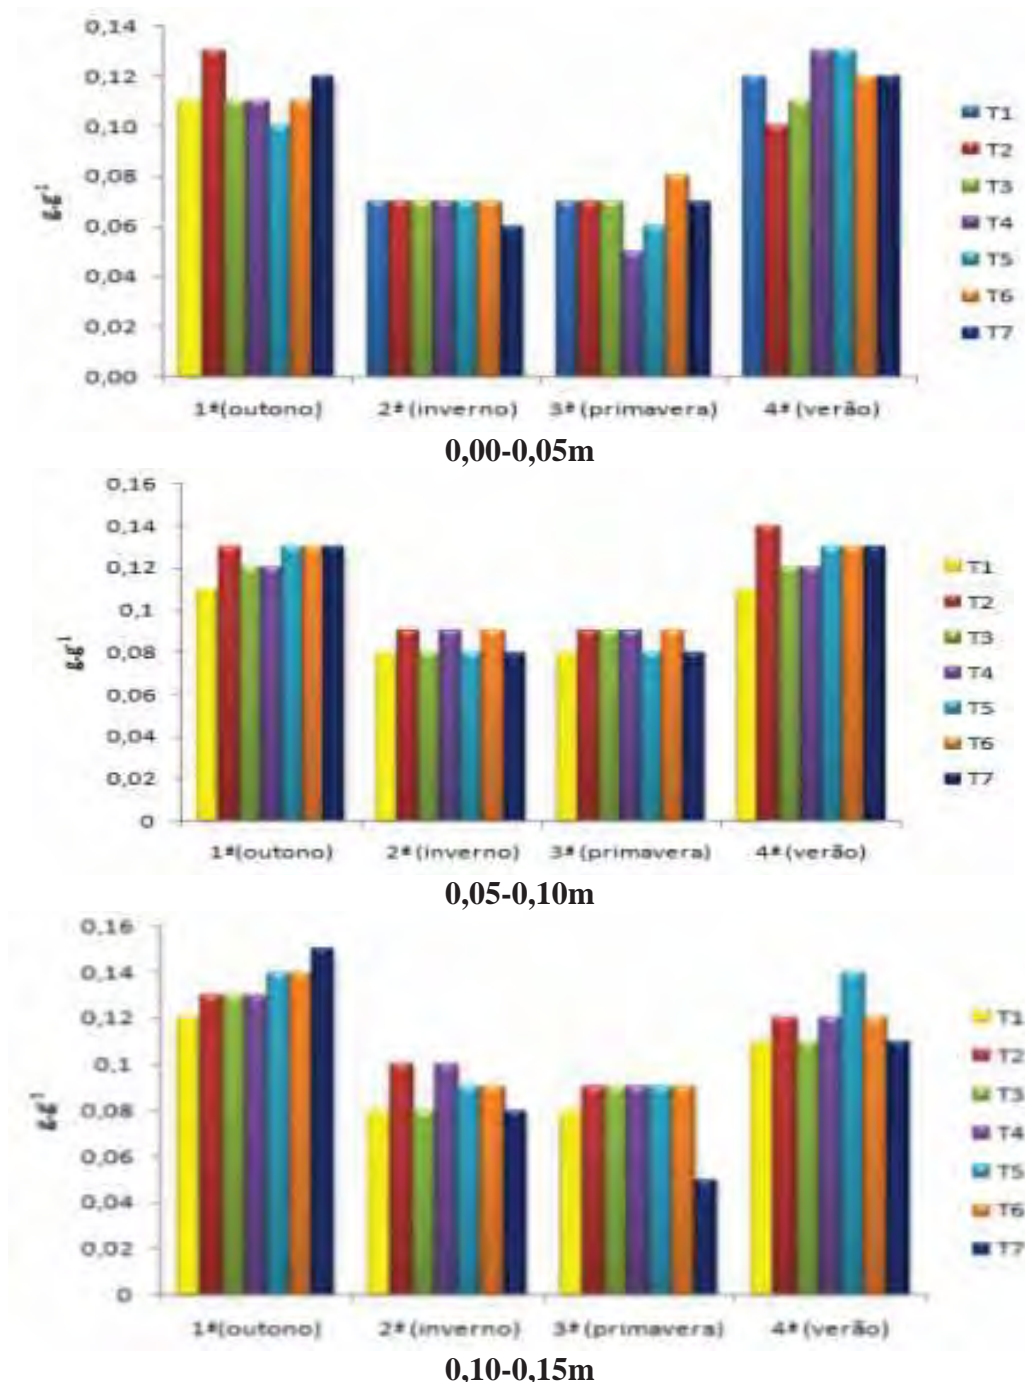 0,14
0,12
0,10
0,08
0,06
0,04
0,02
0,00
g.g-1
1ª(outono) 2ª (inverno) 3ª (primavera) 4ª (verão)
T1
T2
T3
T4
T5
T6
T7
0,00-0,05m
0,16
0,14
0,12
0,1
0,08
0,06
0,04
0,02
0
g.g-1
1ª(outono) 2ª (inverno) 3ª (primavera) 4ª (verão)
T1
T2
T3
T4
T5
T6
T7
0,05-0,10m
0,16
0,14
0,12
0,1
0,08
0,06
0,04
0,02
0
g.g-1
1ª(outono) 2ª (inverno) 3ª (primavera) 4ª (verão)
T1
T2
T3
T4
T5
T6
T7
0,10-0,15m